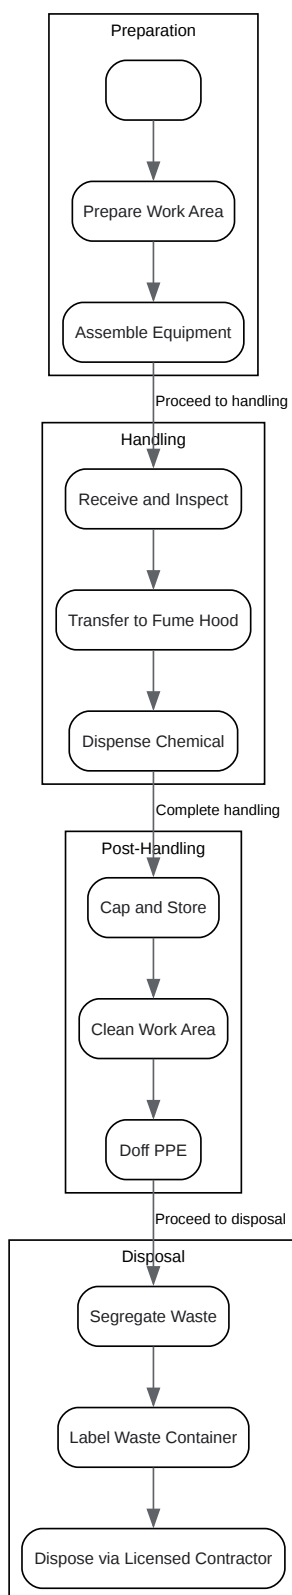 Preparation
Prepare Work Area
Assemble Equipment
Proceed to handling
Handling
Receive and Inspect
Transfer to Fume Hood
Dispense Chemical
Complete handling
Post-Handling
Cap and Store
Clean Work Area
Doff PPE
Proceed to disposal
Disposal
Segregate Waste
Label Waste Container
Dispose via Licensed Contractor